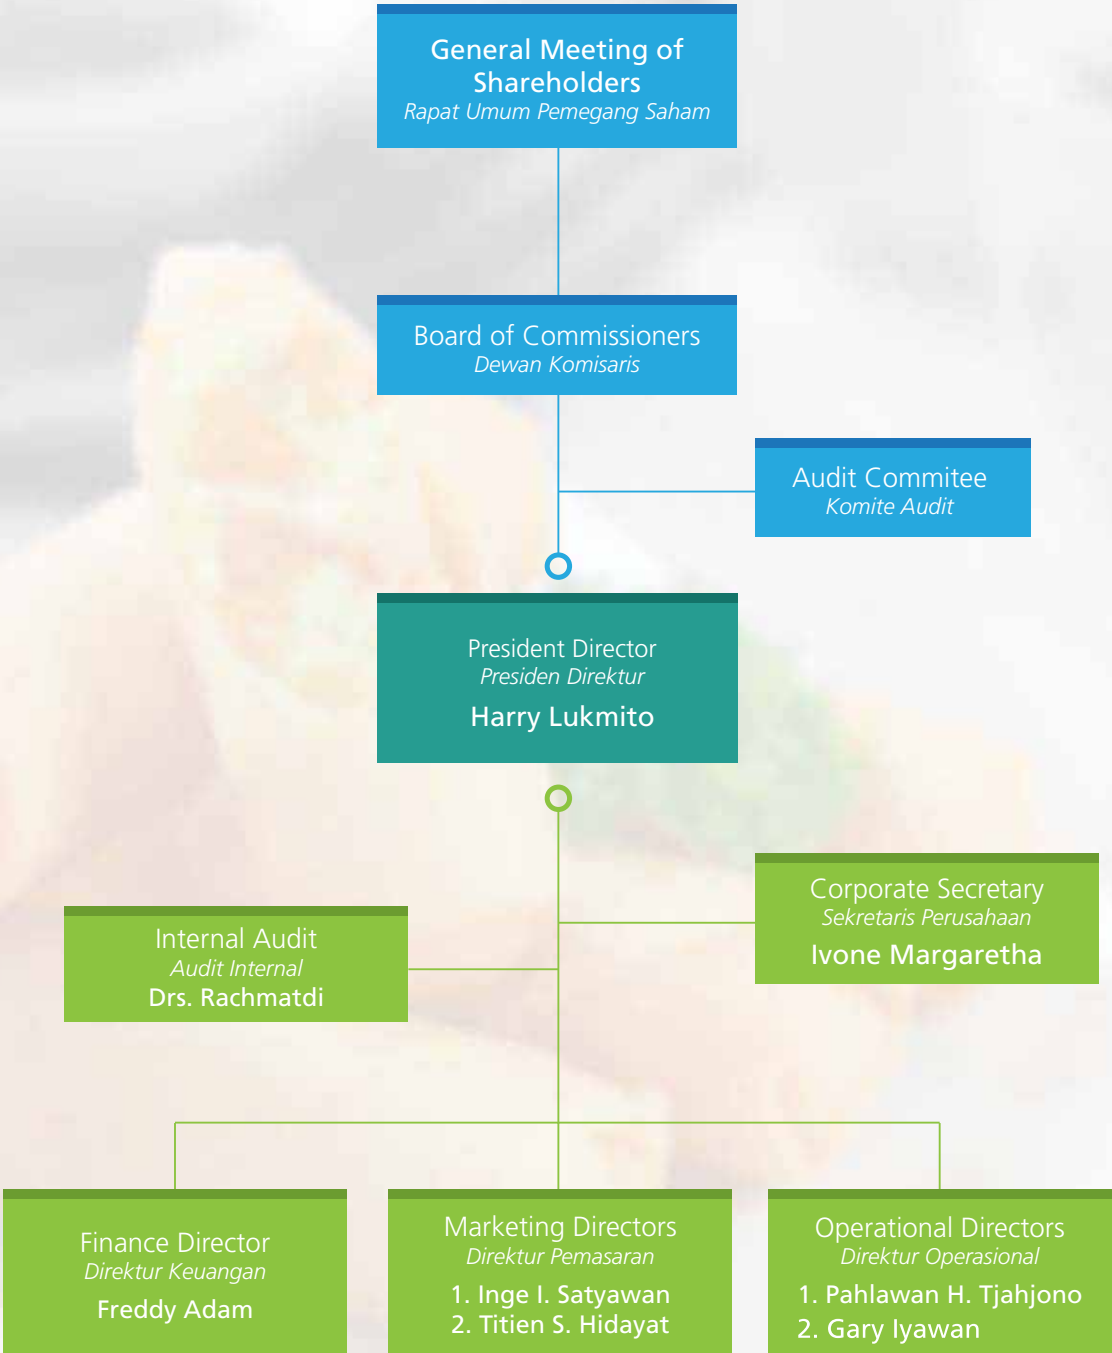 General Meeting of
Shareholders
Rapat Umum Pemegang Saham
Board of Commissioners
Dewan Komisaris
Audit Commitee
Komite Audit
President Director
Presiden Direktur
Harry Lukmito
Corporate Secretary
Sekretaris Perusahaan
Ivone Margaretha
Internal Audit
Audit Internal
Drs. Rachmatdi
Finance Director
Direktur Keuangan
Freddy Adam
Marketing Directors
Direktur Pemasaran
1. Inge I. Satyawan
2. Titien S. Hidayat
Operational Directors
Direktur Operasional
1. Pahlawan H. Tjahjono
2. Gary Iyawan